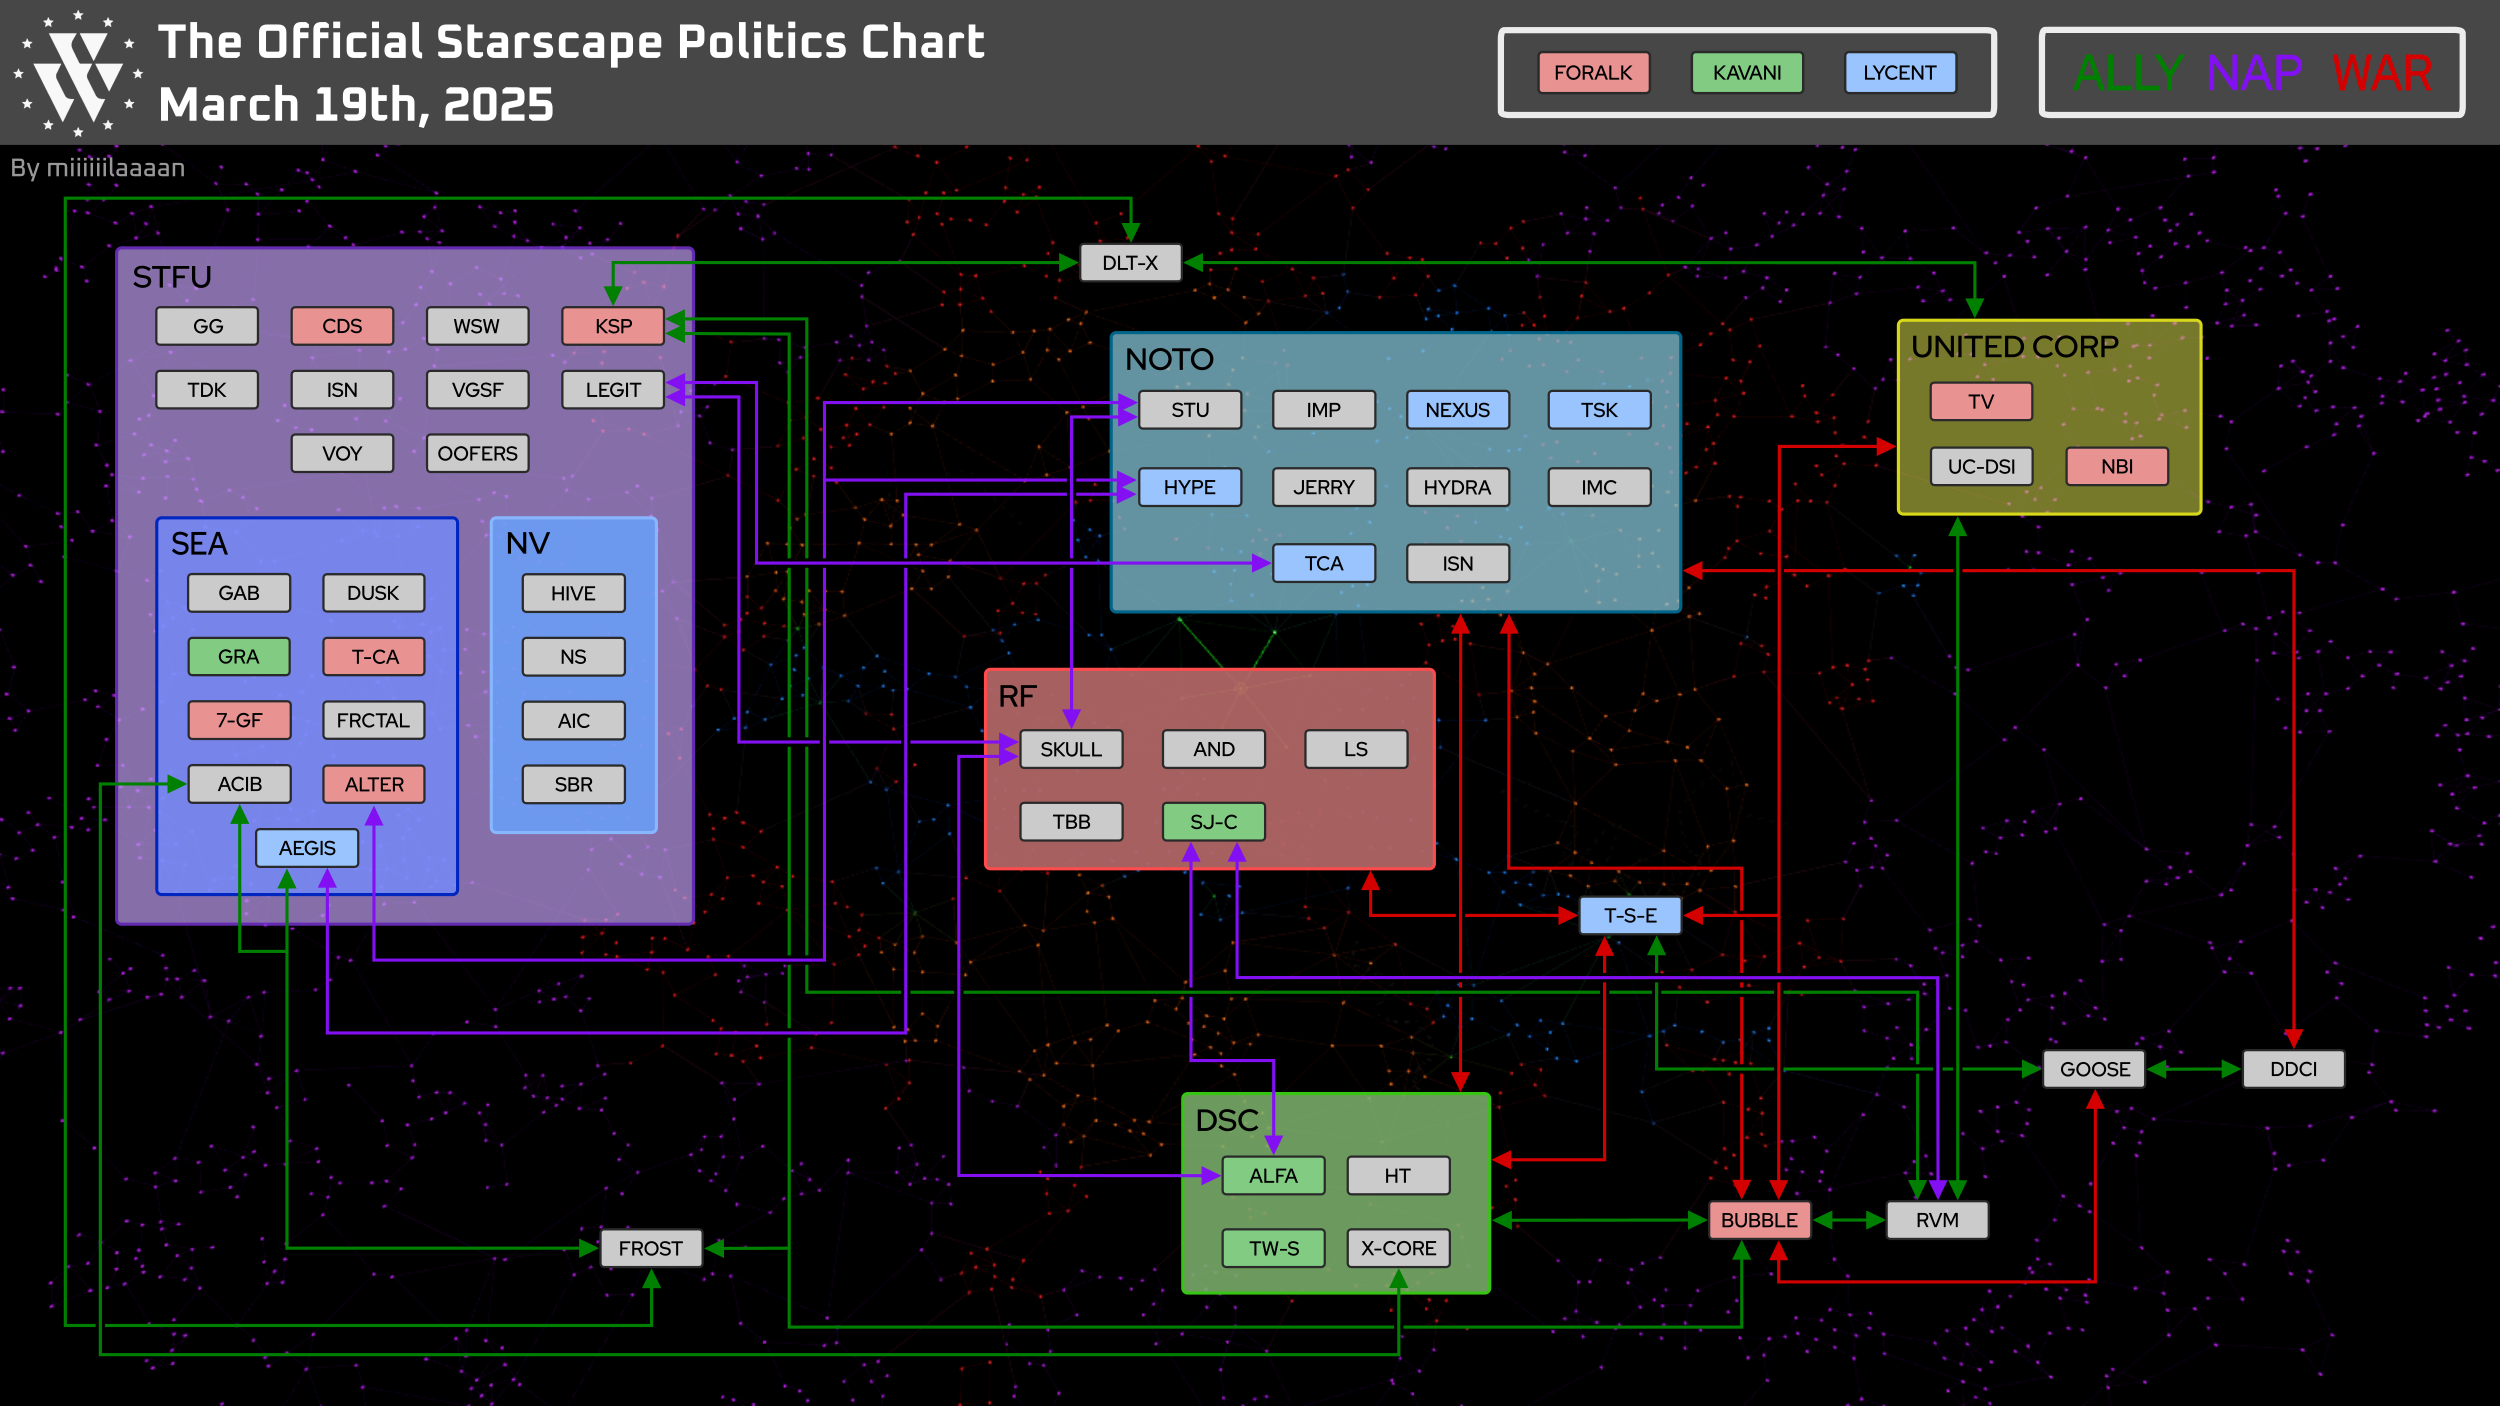 The Official Starscape Politics Chart
March 19th, 2025
FORALK KAVANI LYCENT
ALLY NAP WAR
By miiiiiilaaaan
DLT-X
STFU
GG CDS WSW KSP
TDK ISN VGSF LEGIT
VOY OOFERS
SEA
GAB DUSK
GRA T-CA
7-GF FRCTAL
ACIB ALTER
AEGIS
NV
HIVE
NS
AIC
SBR
NOTO
STU IMP NEXUS TSK
HYPE JERRY HYDRA IMC
TCA ISN
UNITED CORP
TV
UC-DSI NBI
RF
SKULL AND LS
TBB SJ-C
T-S-E
GOOSE DDCI
DSC
ALFA HT
TW-S X-CORE
BUBBLE RVM
FROST